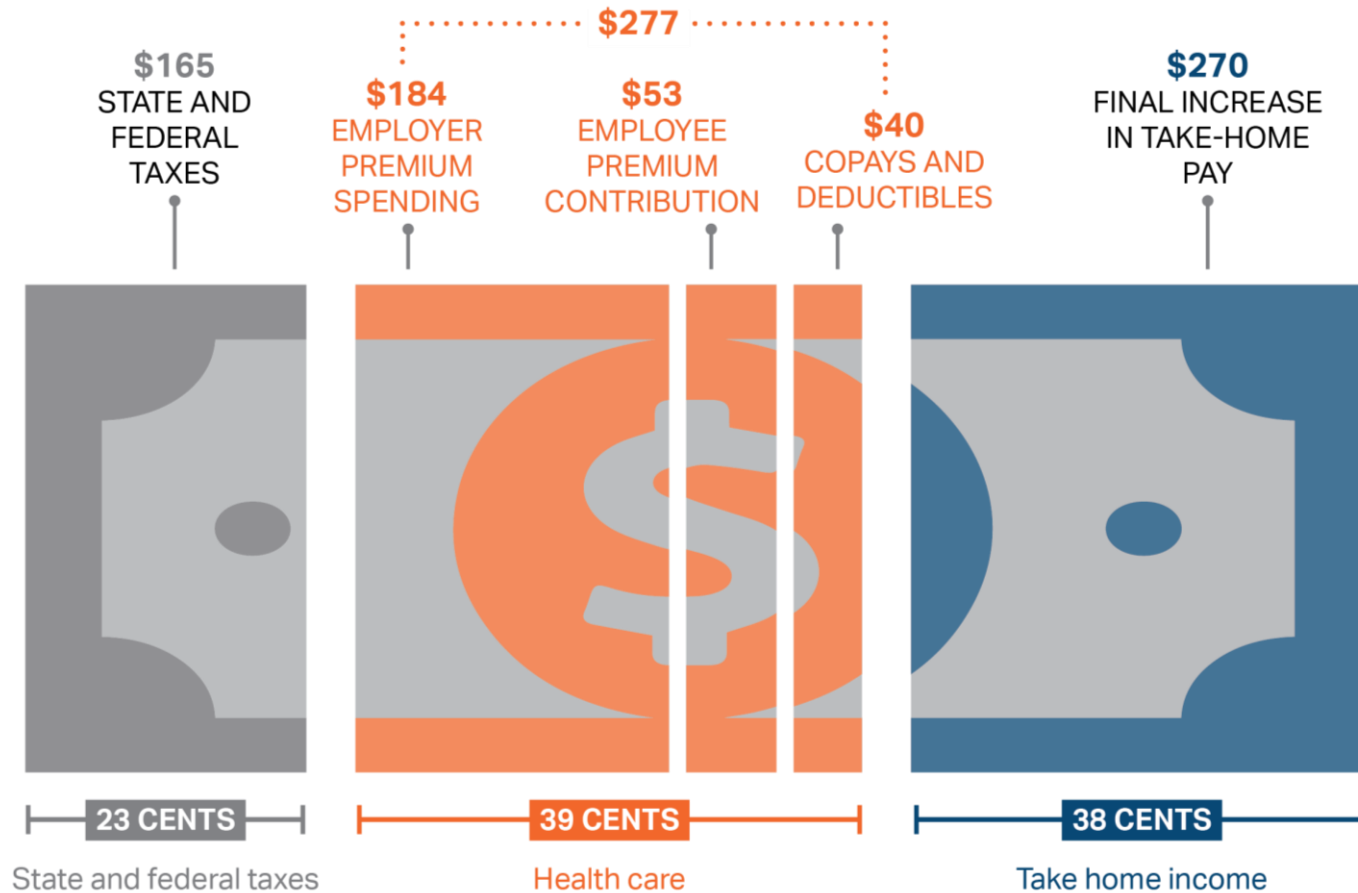 $277
$165
STATE AND
FEDERAL
TAXES
$184
EMPLOYER
PREMIUM
SPENDING
$53
EMPLOYEE
PREMIUM
CONTRIBUTION
$40
COPAYS AND
DEDUCTIBLES
$270
FINAL INCREASE
IN TAKE-HOME
PAY
$
23 CENTS
39 CENTS
38 CENTS
State and federal taxes
Health care
Take home income